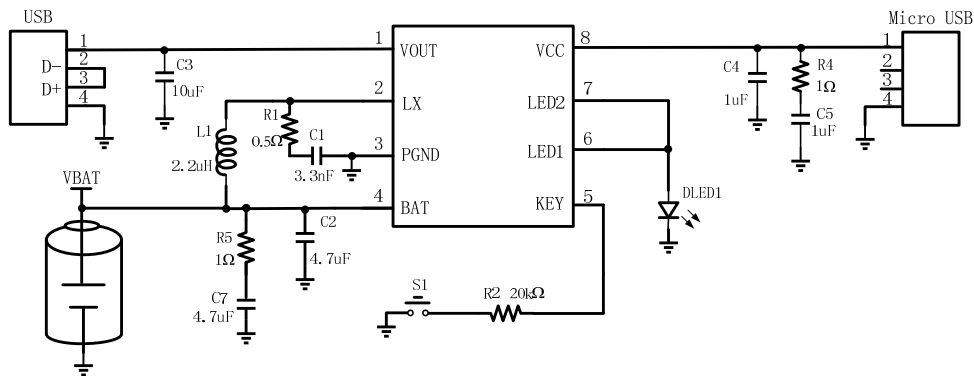 USB
Micro USB
1
2
3
4
D-
D+
C3
10uF
1
2
3
4
VOUT
LX
PGND
BAT
VCC
LED2
LED1
KEY
8
7
6
5
R1
0.5Ω
C1
3.3nF
L1
2.2uH
VBAT
R5
1Ω
C7
4.7uF
C2
4.7uF
S1
R2 20kΩ
DLED1
C4
1uF
R4
1Ω
C5
1uF
1
2
3
4